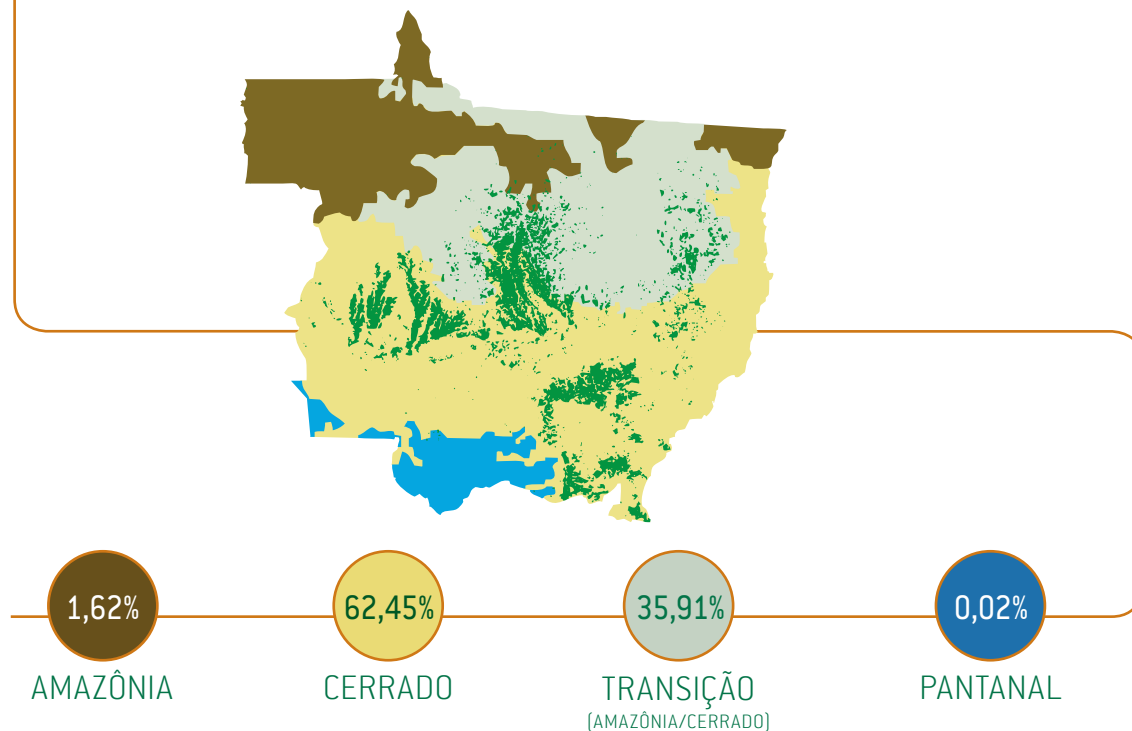 1,62%
62,45%
35,91%
0,02%
AMAZÔNIA
CERRADO
TRANSIÇÃO
(AMAZÔNIA/CERRADO)
PANTANAL